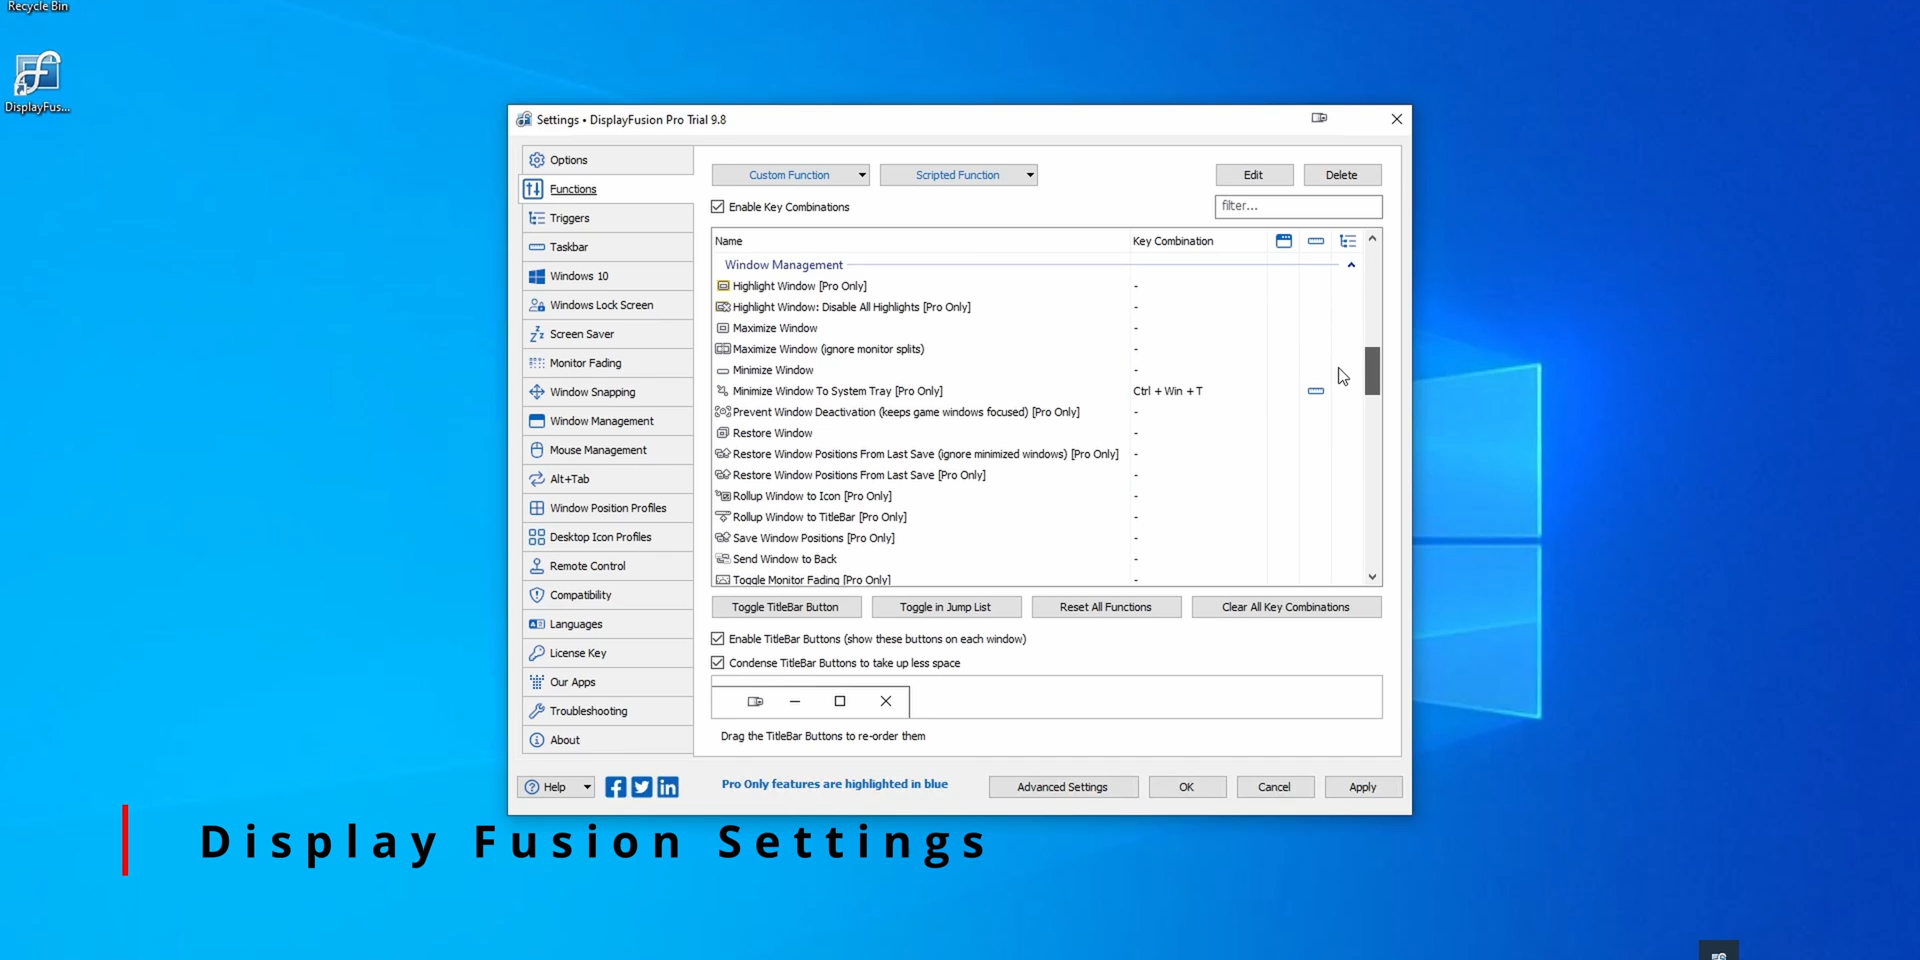 Recycle Bin
DisplayFus...
Settings • DisplayFusion Pro Trial 9.8
Options
Functions
Triggers
Taskbar
Windows 10
Windows Lock Screen
Screen Saver
Monitor Fading
Window Snapping
Window Management
Mouse Management
Alt+Tab
Window Position Profiles
Desktop Icon Profiles
Remote Control
Compatibility
Languages
License Key
Our Apps
Troubleshooting
About
Custom Function
Scripted Function
Edit
Delete
Enable Key Combinations
filter...
Name Key Combination
Window Management
Highlight Window [Pro Only] -
Highlight Window: Disable All Highlights [Pro Only] -
Maximize Window -
Maximize Window (ignore monitor splits) -
Minimize Window -
Minimize Window To System Tray [Pro Only] Ctrl + Win + T
Prevent Window Deactivation (keeps game windows focused) [Pro Only] -
Restore Window -
Restore Window Positions From Last Save (ignore minimized windows) [Pro Only] -
Restore Window Positions From Last Save [Pro Only] -
Rollup Window to Icon [Pro Only] -
Rollup Window to TitleBar [Pro Only] -
Save Window Positions [Pro Only] -
Send Window to Back -
Toggle Monitor Fading [Pro Only] -
Toggle TitleBar Button
Toggle in Jump List
Reset All Functions
Clear All Key Combinations
Enable TitleBar Buttons (show these buttons on each window)
Condense TitleBar Buttons to take up less space
Drag the TitleBar Buttons to re-order them
Help
Pro Only features are highlighted in blue
Advanced Settings
OK
Cancel
Apply
Display Fusion Settings